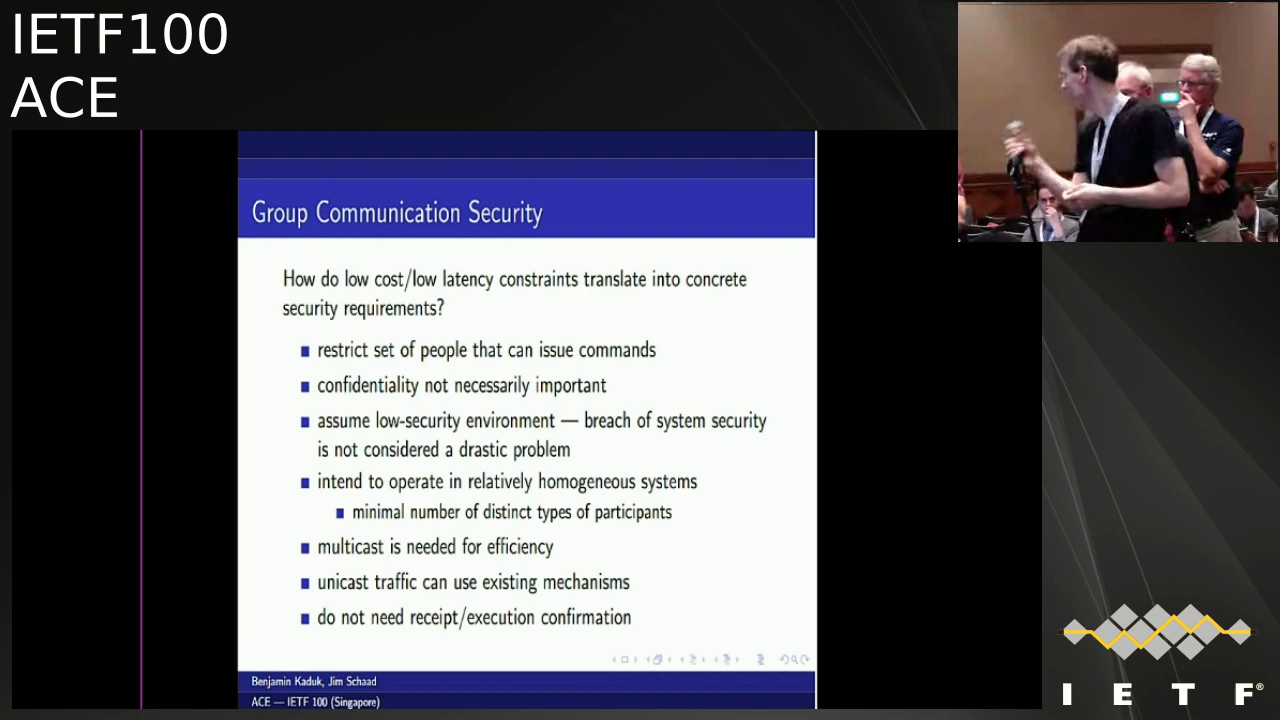 IETF100
ACE
Group Communication Security
How do low cost/low latency constraints translate into concrete
security requirements?
restrict set of people that can issue commands
confidentiality not necessarily important
assume low-security environment — breach of system security
is not considered a drastic problem
intend to operate in relatively homogeneous systems
minimal number of distinct types of participants
multicast is needed for efficiency
unicast traffic can use existing mechanisms
do not need receipt/execution confirmation
Benjamin Kaduk, Jim Schaad
ACE — IETF 100 (Singapore)
I E T F®